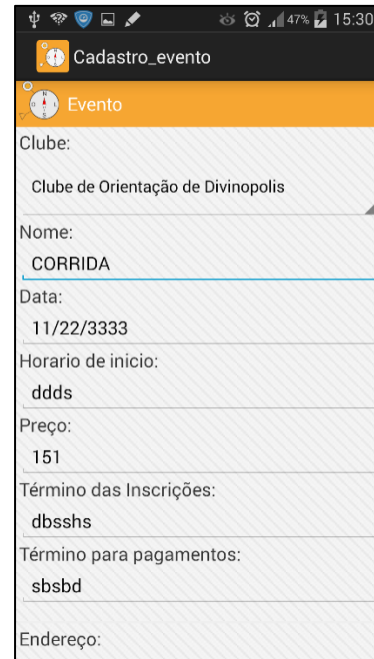 47% 15:30
Cadastro_evento
Evento
Clube:
Clube de Orientação de Divinopolis
Nome:
CORRIDA
Data:
11/22/3333
Horario de inicio:
ddds
Preço:
151
Término das Inscrições:
dbsshs
Término para pagamentos:
sbsbd
Endereço: